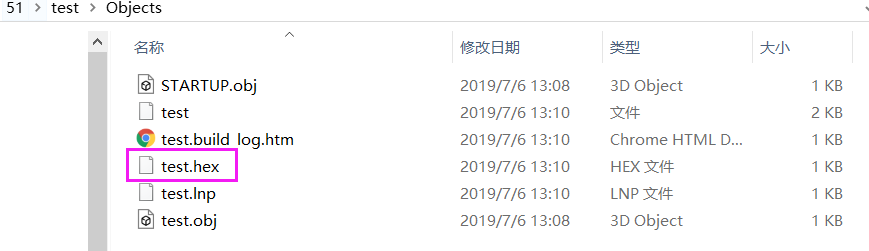 51 > test > Objects
名称 修改日期 类型 大小
STARTUP.obj 2019/7/6 13:08 3D Object 1 KB
test 2019/7/6 13:10 文件 2 KB
test.build_log.htm 2019/7/6 13:10 Chrome HTML D... 1 KB
test.hex 2019/7/6 13:10 HEX 文件 1 KB
test.lnp 2019/7/6 13:10 LNP 文件 1 KB
test.obj 2019/7/6 13:08 3D Object 1 KB